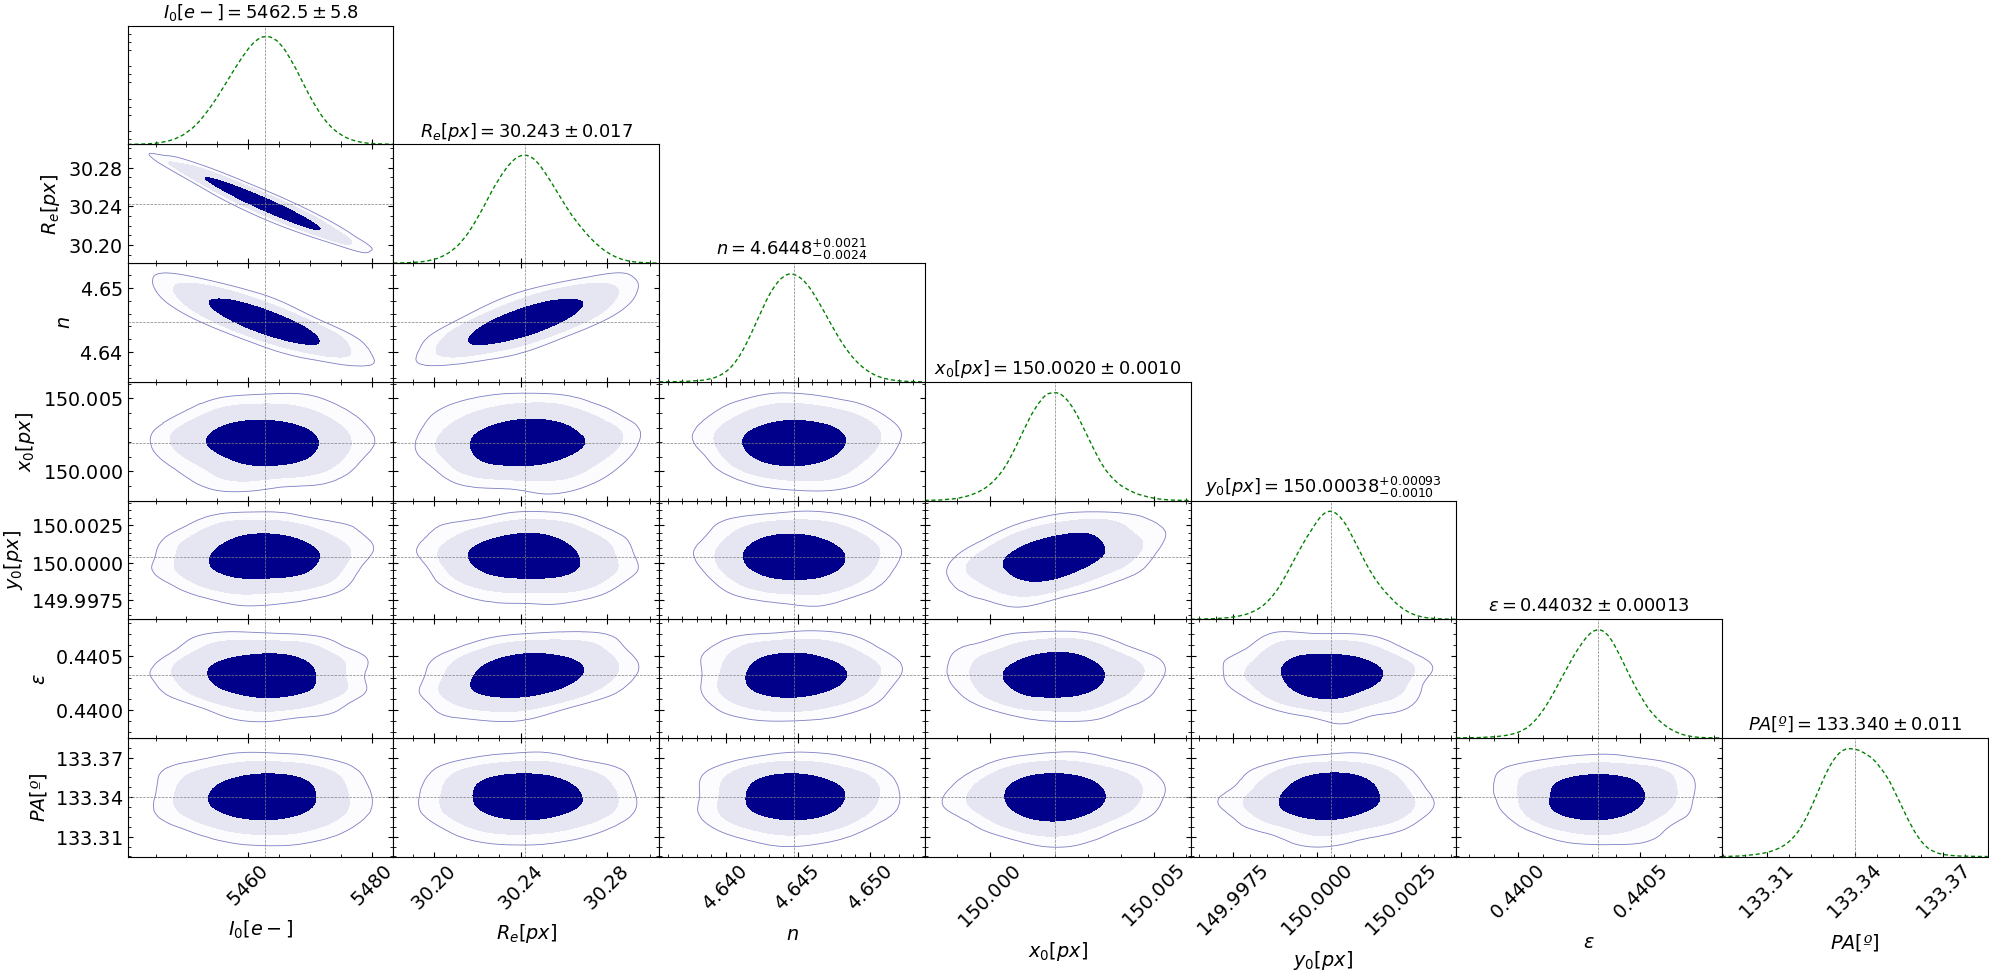 I₀[e−] = 5462.5 ± 5.8
Rₑ[px] = 30.243 ± 0.017
n = 4.6448 +0.0021 −0.0024
x₀[px] = 150.0020 ± 0.0010
y₀[px] = 150.00038 +0.00093 −0.0010
ε = 0.44032 ± 0.00013
PA[º] = 133.340 ± 0.011
Rₑ[px]
30.28
30.24
30.20
n
4.65
4.64
x₀[px]
150.005
150.000
y₀[px]
150.0025
150.0000
149.9975
ε
0.4405
0.4400
PA[º]
133.37
133.34
133.31
5460 5480
30.20 30.24 30.28
4.640 4.645 4.650
150.000 150.005
149.9975 150.0000 150.0025
0.4400 0.4405
133.31 133.34 133.37
I₀[e−]
Rₑ[px]
n
x₀[px]
y₀[px]
ε
PA[º]